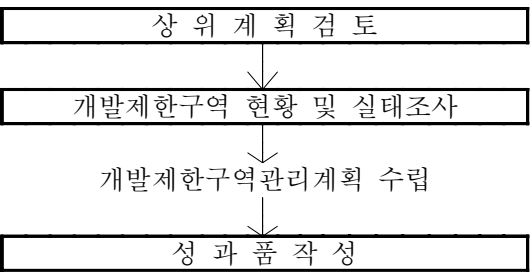 상 위 계 획 검 토
개발제한구역 현황 및 실태조사
개발제한구역관리계획 수립
성 과 품 작 성